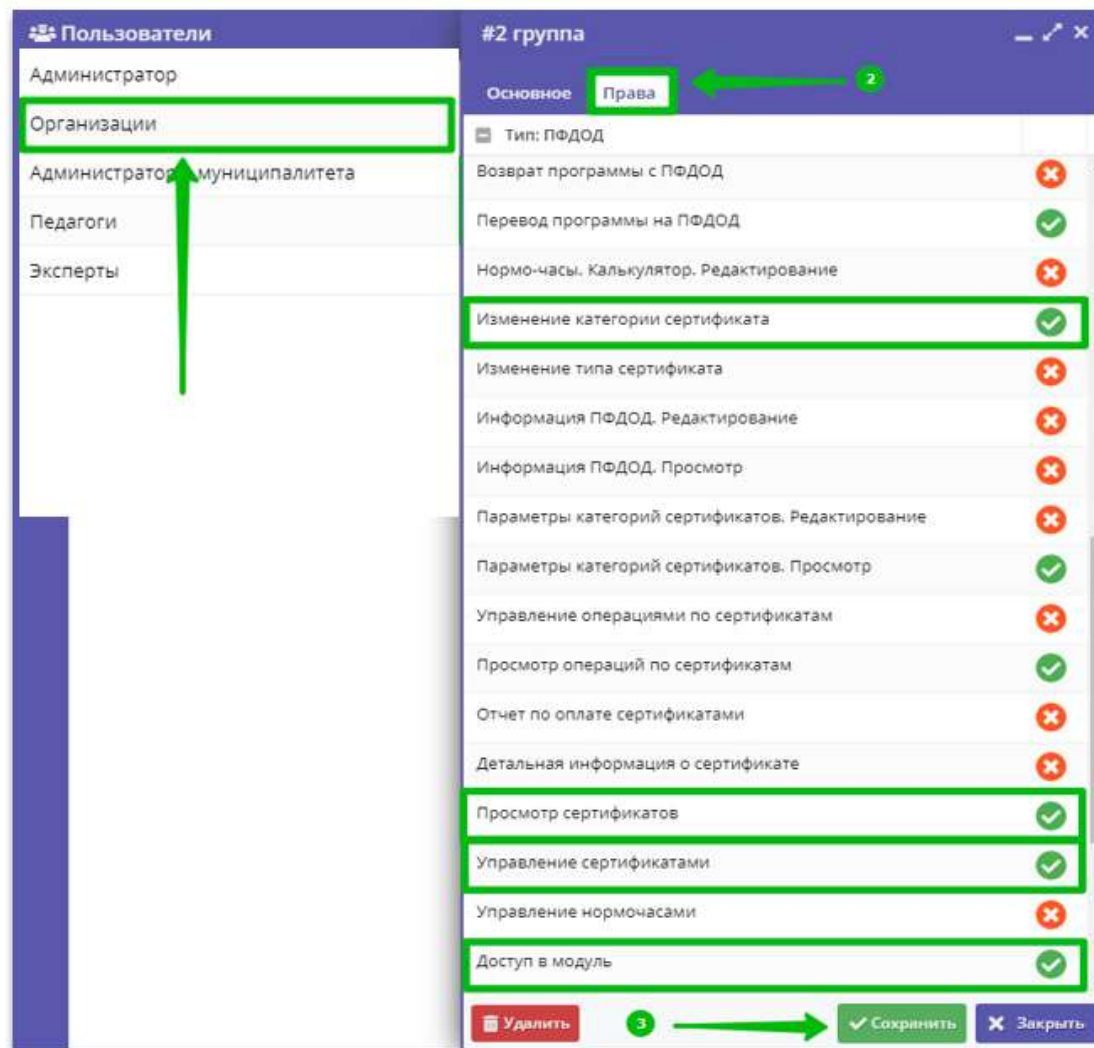 Пользователи
Администратор
Организации
Администратор муниципалитета
Педагоги
Эксперты
#2 группа
Основное Права
2
Тип: ПФДОД
Возврат программы с ПФДОД
Перевод программы на ПФДОД
Нормо-часы. Калькулятор. Редактирование
Изменение категории сертификата
Изменение типа сертификата
Информация ПФДОД. Редактирование
Информация ПФДОД. Просмотр
Параметры категорий сертификатов. Редактирование
Параметры категорий сертификатов. Просмотр
Управление операциями по сертификатам
Просмотр операций по сертификатам
Отчет по оплате сертификатами
Детальная информация о сертификате
Просмотр сертификатов
Управление сертификатами
Управление нормочасами
Доступ в модуль
Удалить 3 Сохранить Закрыть